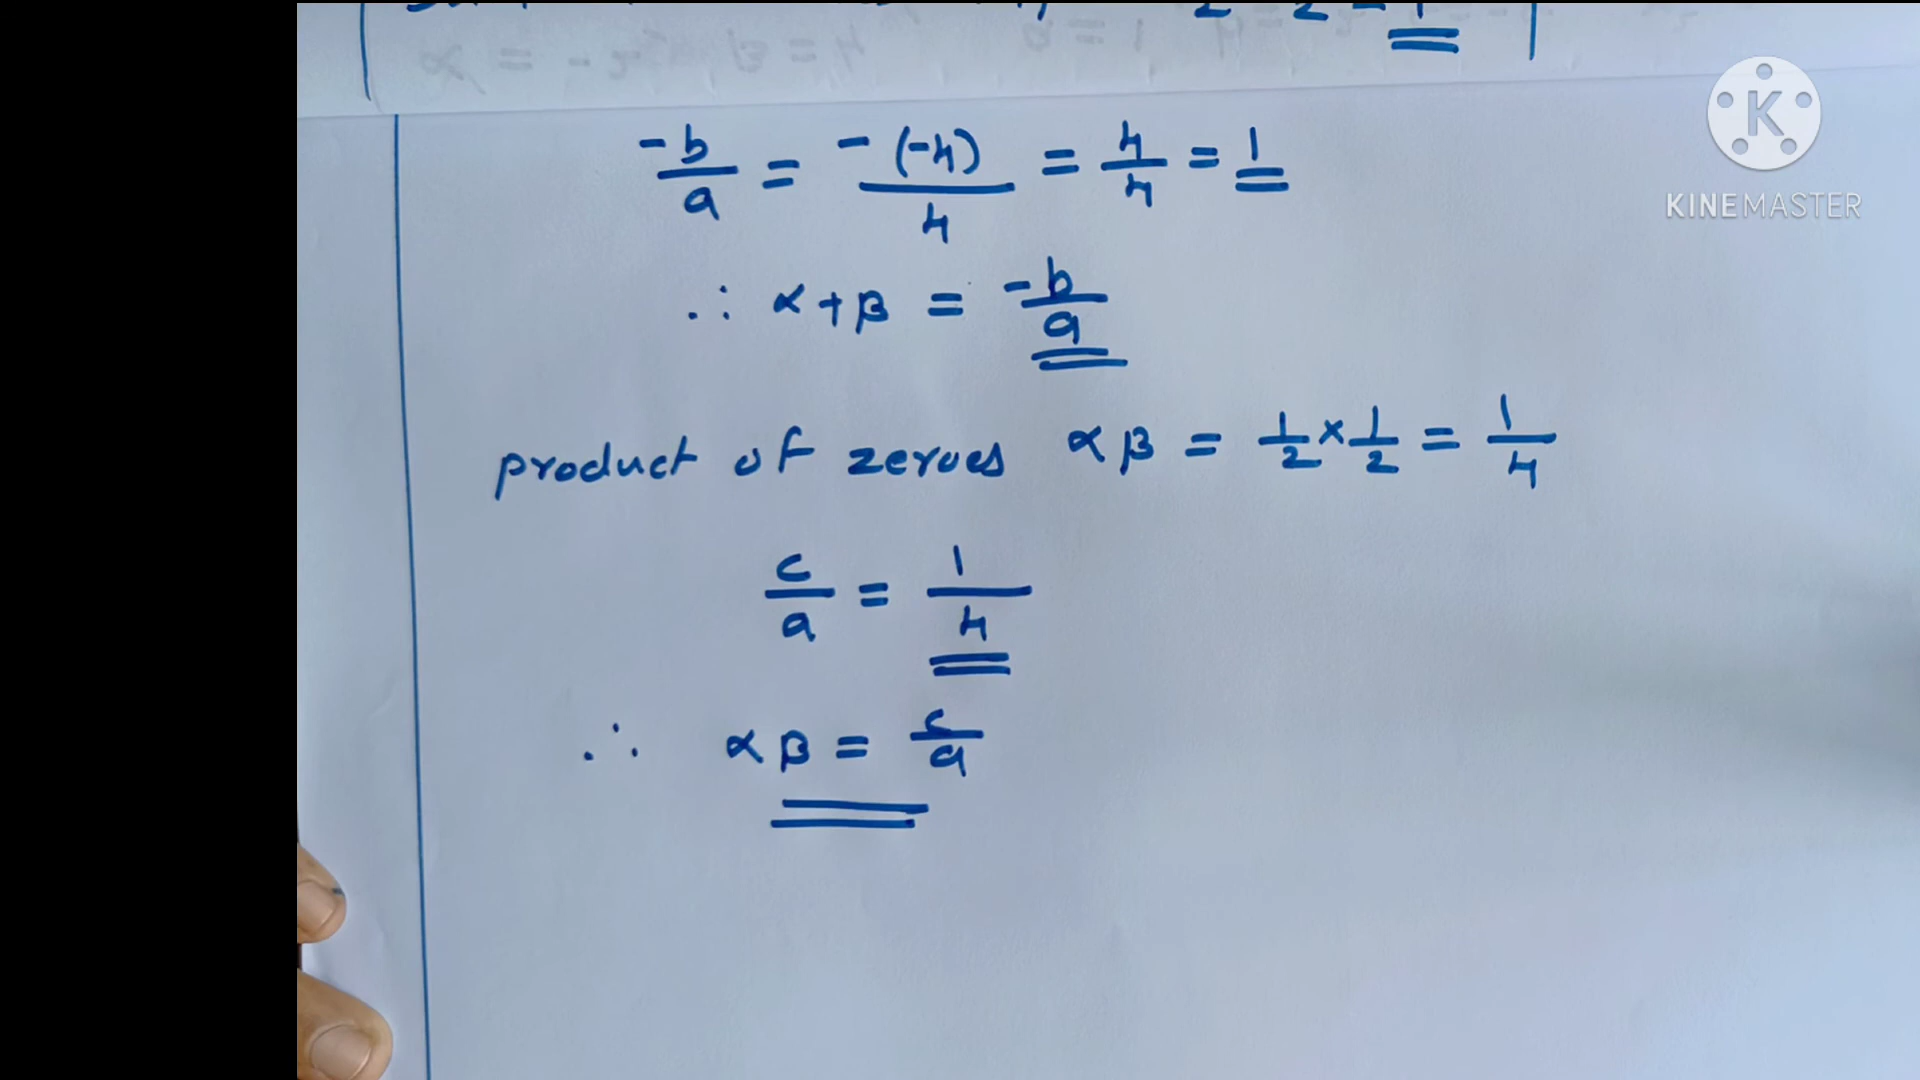 -b/a = -(-4)/4 = 4/4 = 1
∴ α+β = -b/a
product of zeroes αβ = 1/2 × 1/2 = 1/4
c/a = 1/4
∴ αβ = c/a
K
KINEMASTER